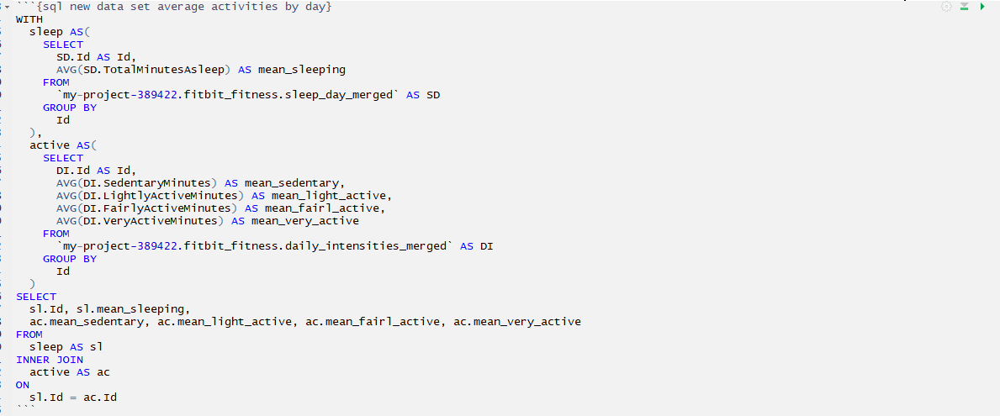 ```{sql new data set average activities by day}
WITH
  sleep AS(
    SELECT
      SD.Id AS Id,
      AVG(SD.TotalMinutesAsleep) AS mean_sleeping
    FROM
      `my-project-389422.fitbit_fitness.sleep_day_merged` AS SD
    GROUP BY
      Id
  ),
  active AS(
    SELECT
      DI.Id AS Id,
      AVG(DI.SedentaryMinutes) AS mean_sedentary,
      AVG(DI.LightlyActiveMinutes) AS mean_light_active,
      AVG(DI.FairlyActiveMinutes) AS mean_fairl_active,
      AVG(DI.VeryActiveMinutes) AS mean_very_active
    FROM
      `my-project-389422.fitbit_fitness.daily_intensities_merged` AS DI
    GROUP BY
      Id
  )
SELECT
  sl.Id, sl.mean_sleeping,
  ac.mean_sedentary, ac.mean_light_active, ac.mean_fairl_active, ac.mean_very_active
FROM
  sleep AS sl
INNER JOIN
  active AS ac
ON
  sl.Id = ac.Id
```